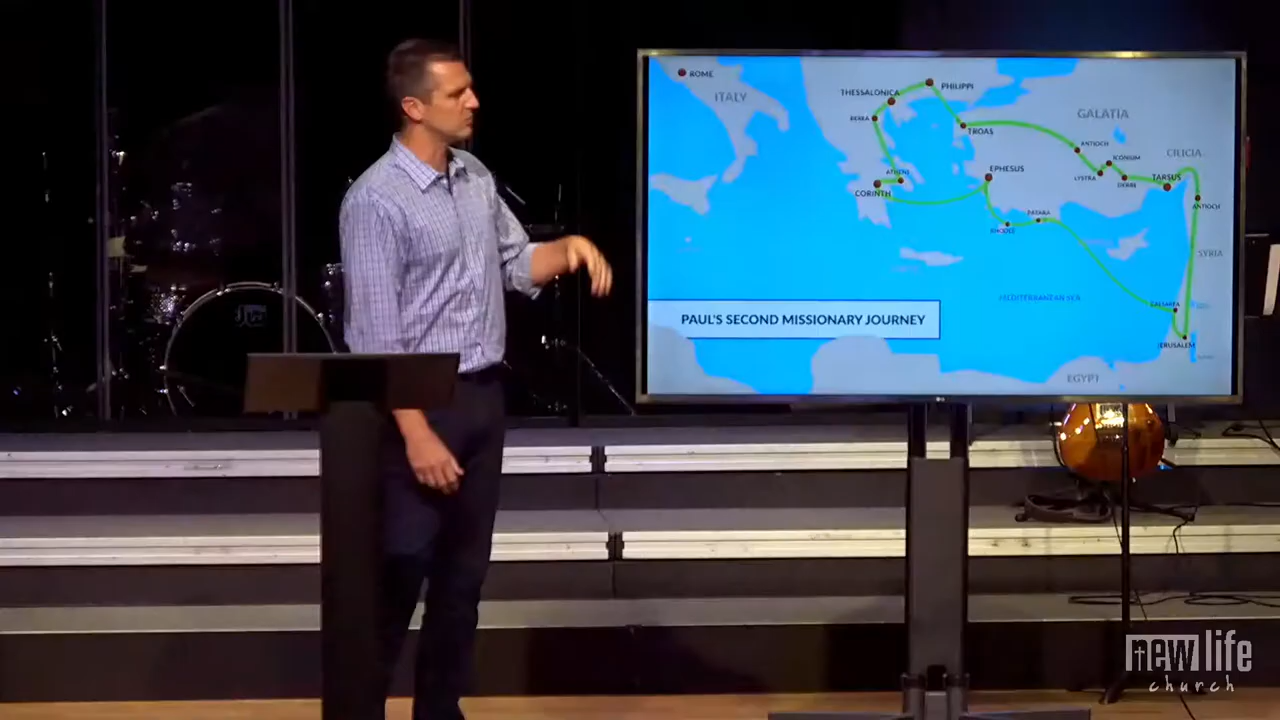 ROME
ITALY
THESSALONICA
PHILIPPI
BEREA
TROAS
GALATIA
ANTIOCH
ICONIUM
CILICIA
LYSTRA
DERBE
TARSUS
ATHENS
CORINTH
EPHESUS
ANTIOCH
RHODES
PATARA
SYRIA
MEDITERRANEAN SEA
CAESAREA
PAUL'S SECOND MISSIONARY JOURNEY
JERUSALEM
EGYPT
LG
new life
church